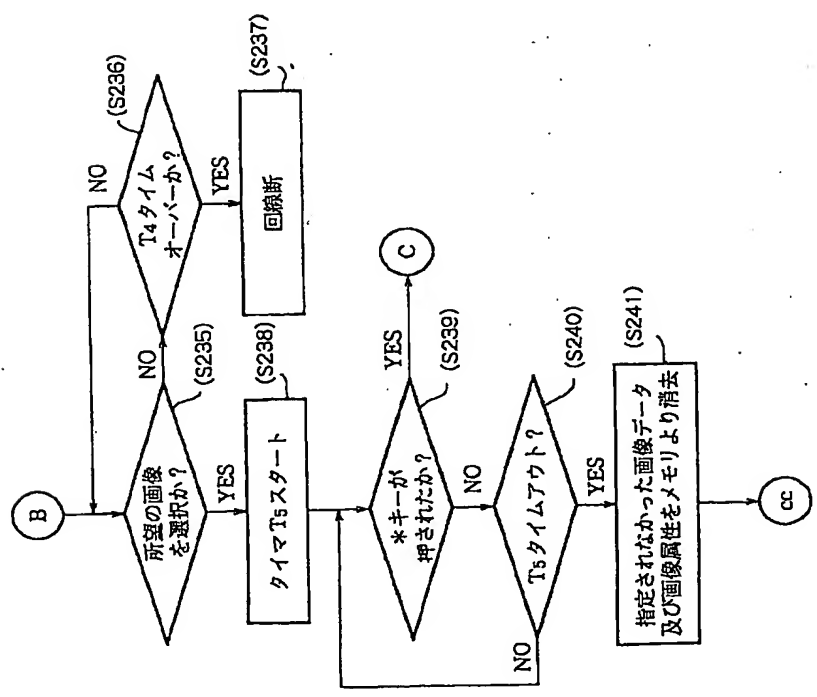 B
所望の画像
を選択か?
(S235)
NO
YES
T4タイム
オーバーか?
(S236)
NO
YES
回線断
(S237)
タイマT5スタート
(S238)
*キーが
押されたか?
(S239)
YES
C
NO
T5タイムアウト?
(S240)
NO
YES
指定されなかった画像データ
及び画像属性をメモリより消去
(S241)
cc